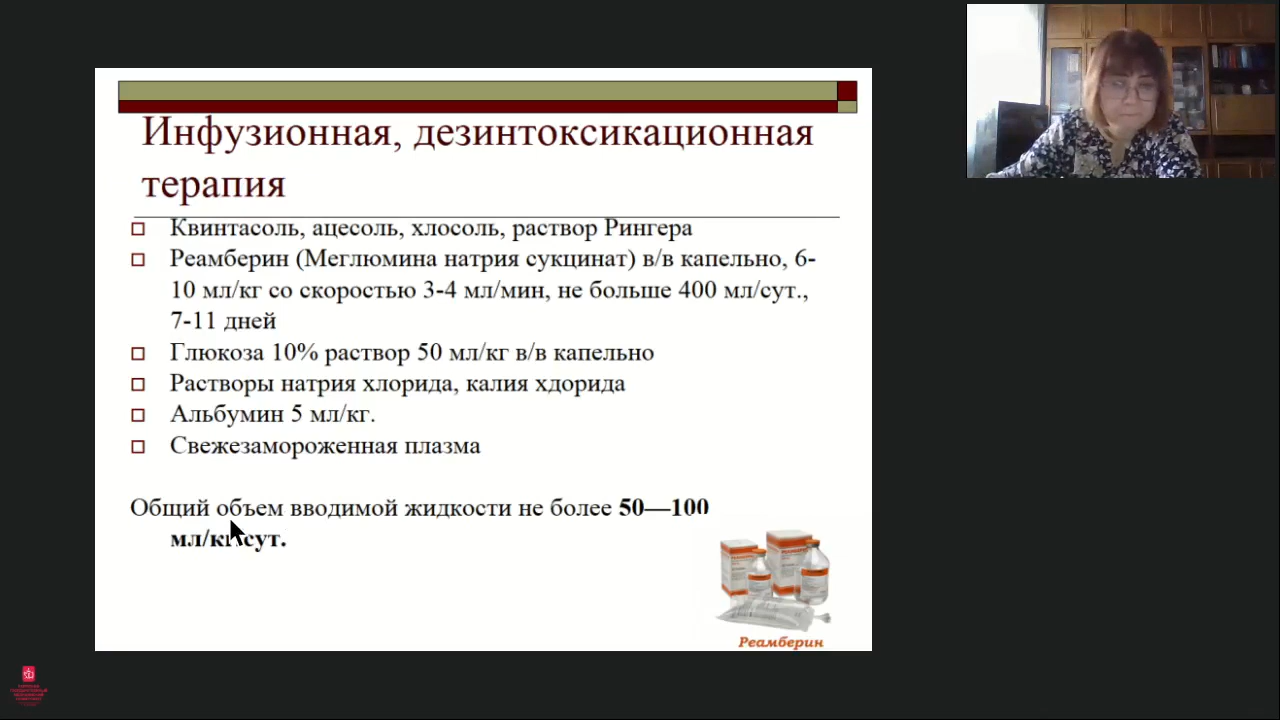 Инфузионная, дезинтоксикационная
терапия
Квинтасоль, ацесоль, хлосоль, раствор Рингера
Реамберин (Меглюмина натрия сукцинат) в/в капельно, 6-
10 мл/кг со скоростью 3-4 мл/мин, не больше 400 мл/сут.,
7-11 дней
Глюкоза 10% раствор 50 мл/кг в/в капельно
Растворы натрия хлорида, калия хдорида
Альбумин 5 мл/кг.
Свежезамороженная плазма
Общий объем вводимой жидкости не более 50—100
мл/кг/сут.
Реамберин